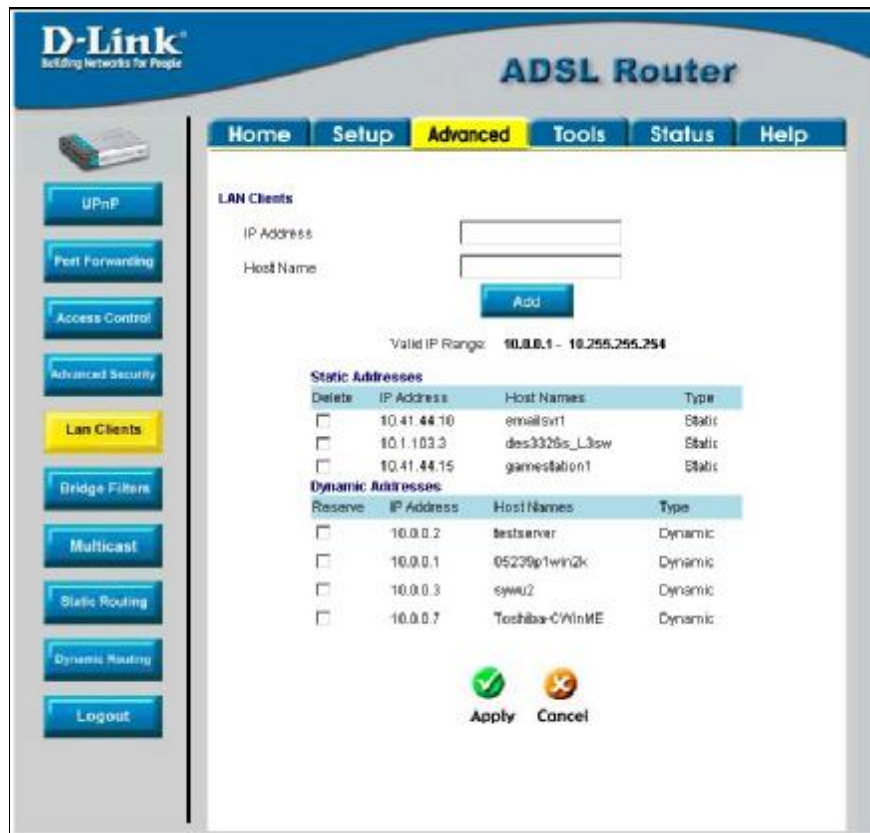 D-Link
Building Networks for People
ADSL Router
Home Setup Advanced Tools Status Help
UPnP
Port Forwarding
Access Control
Advanced Security
Lan Clients
Bridge Filters
Multicast
Static Routing
Dynamic Routing
Logout
LAN Clients
IP Address
Host Name
Add
Valid IP Range: 10.0.0.1 - 10.255.255.254
Static Addresses
Delete IP Address Host Names Type
10.41.44.10 emailsvr1 Static
10.1.103.3 des3326s_L3sw Static
10.41.44.15 gamestation1 Static
Dynamic Addresses
Reserve IP Address Host Names Type
10.0.0.2 testserver Dynamic
10.0.0.1 05239p1win2k Dynamic
10.0.0.3 sywu2 Dynamic
10.0.0.7 Toshiba-CWinME Dynamic
Apply Cancel